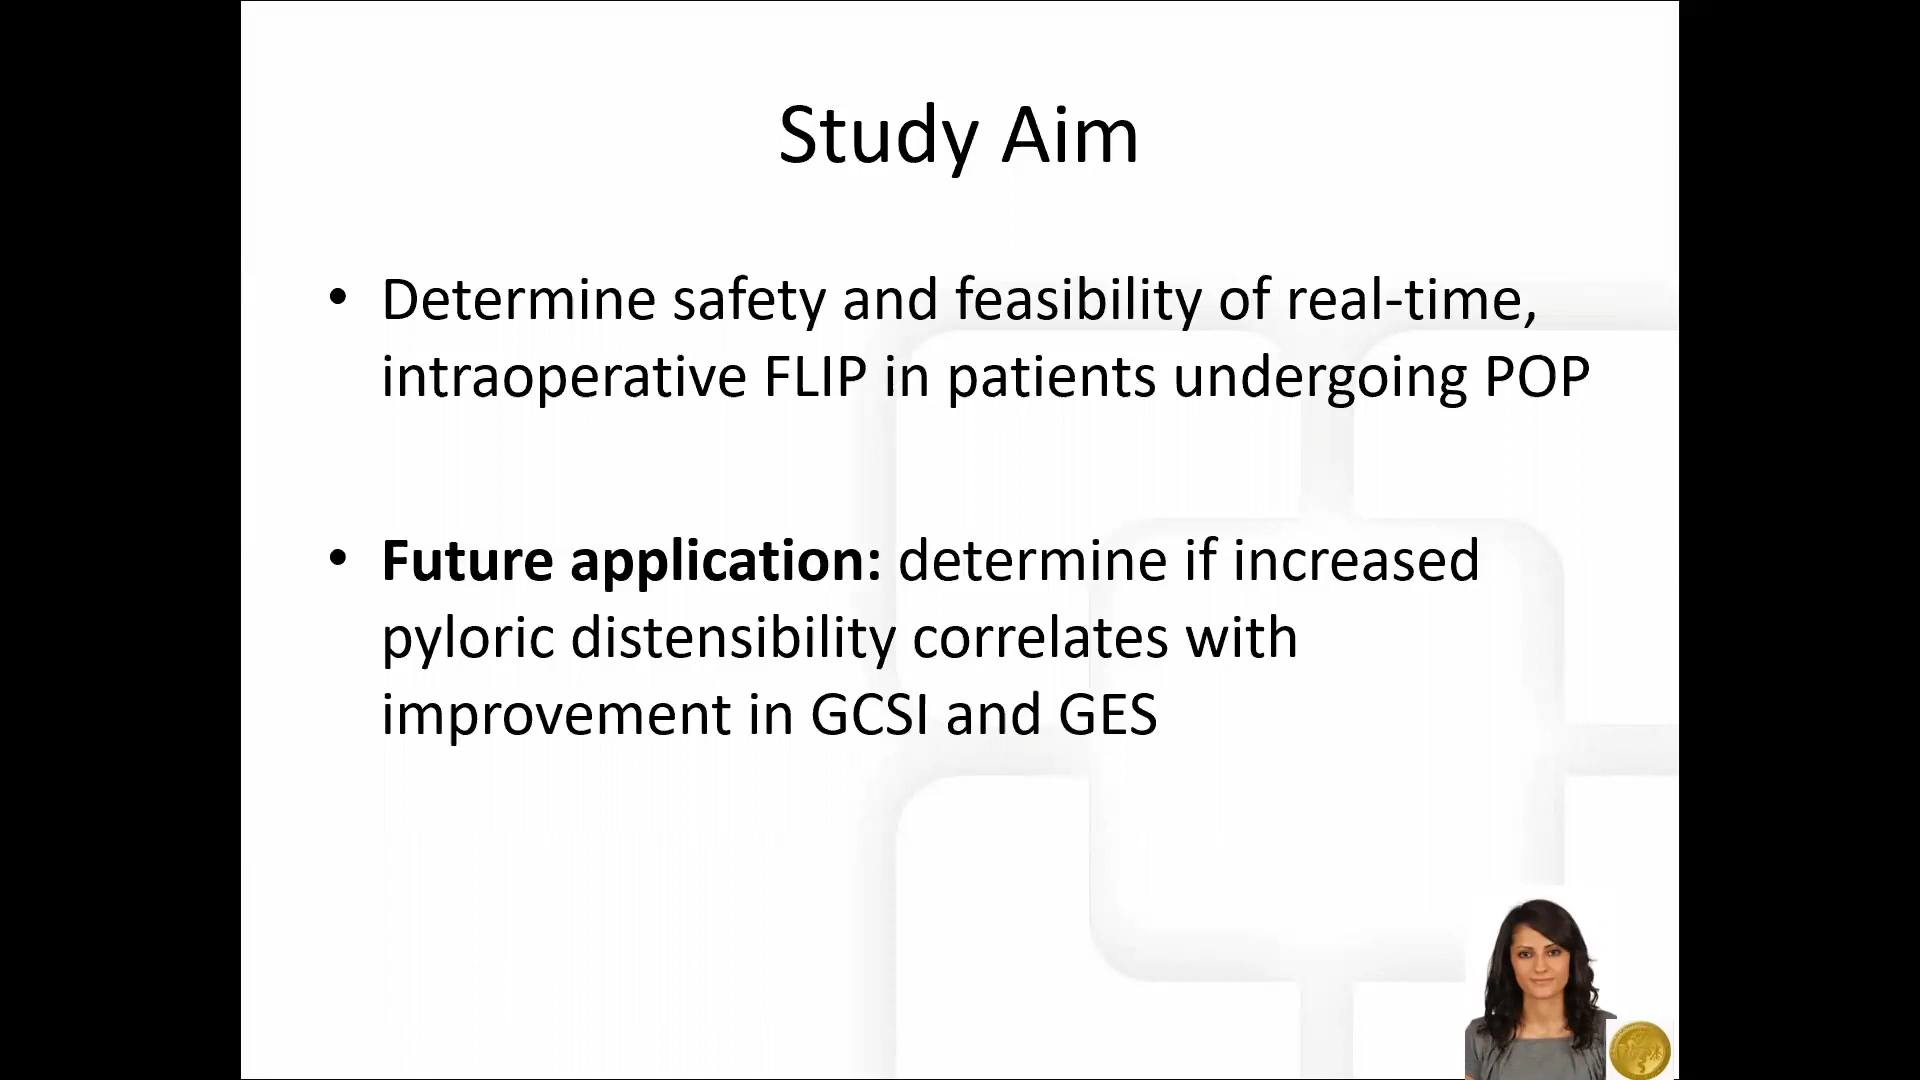 Study Aim
• Determine safety and feasibility of real-time,
intraoperative FLIP in patients undergoing POP
• Future application: determine if increased
pyloric distensibility correlates with
improvement in GCSI and GES